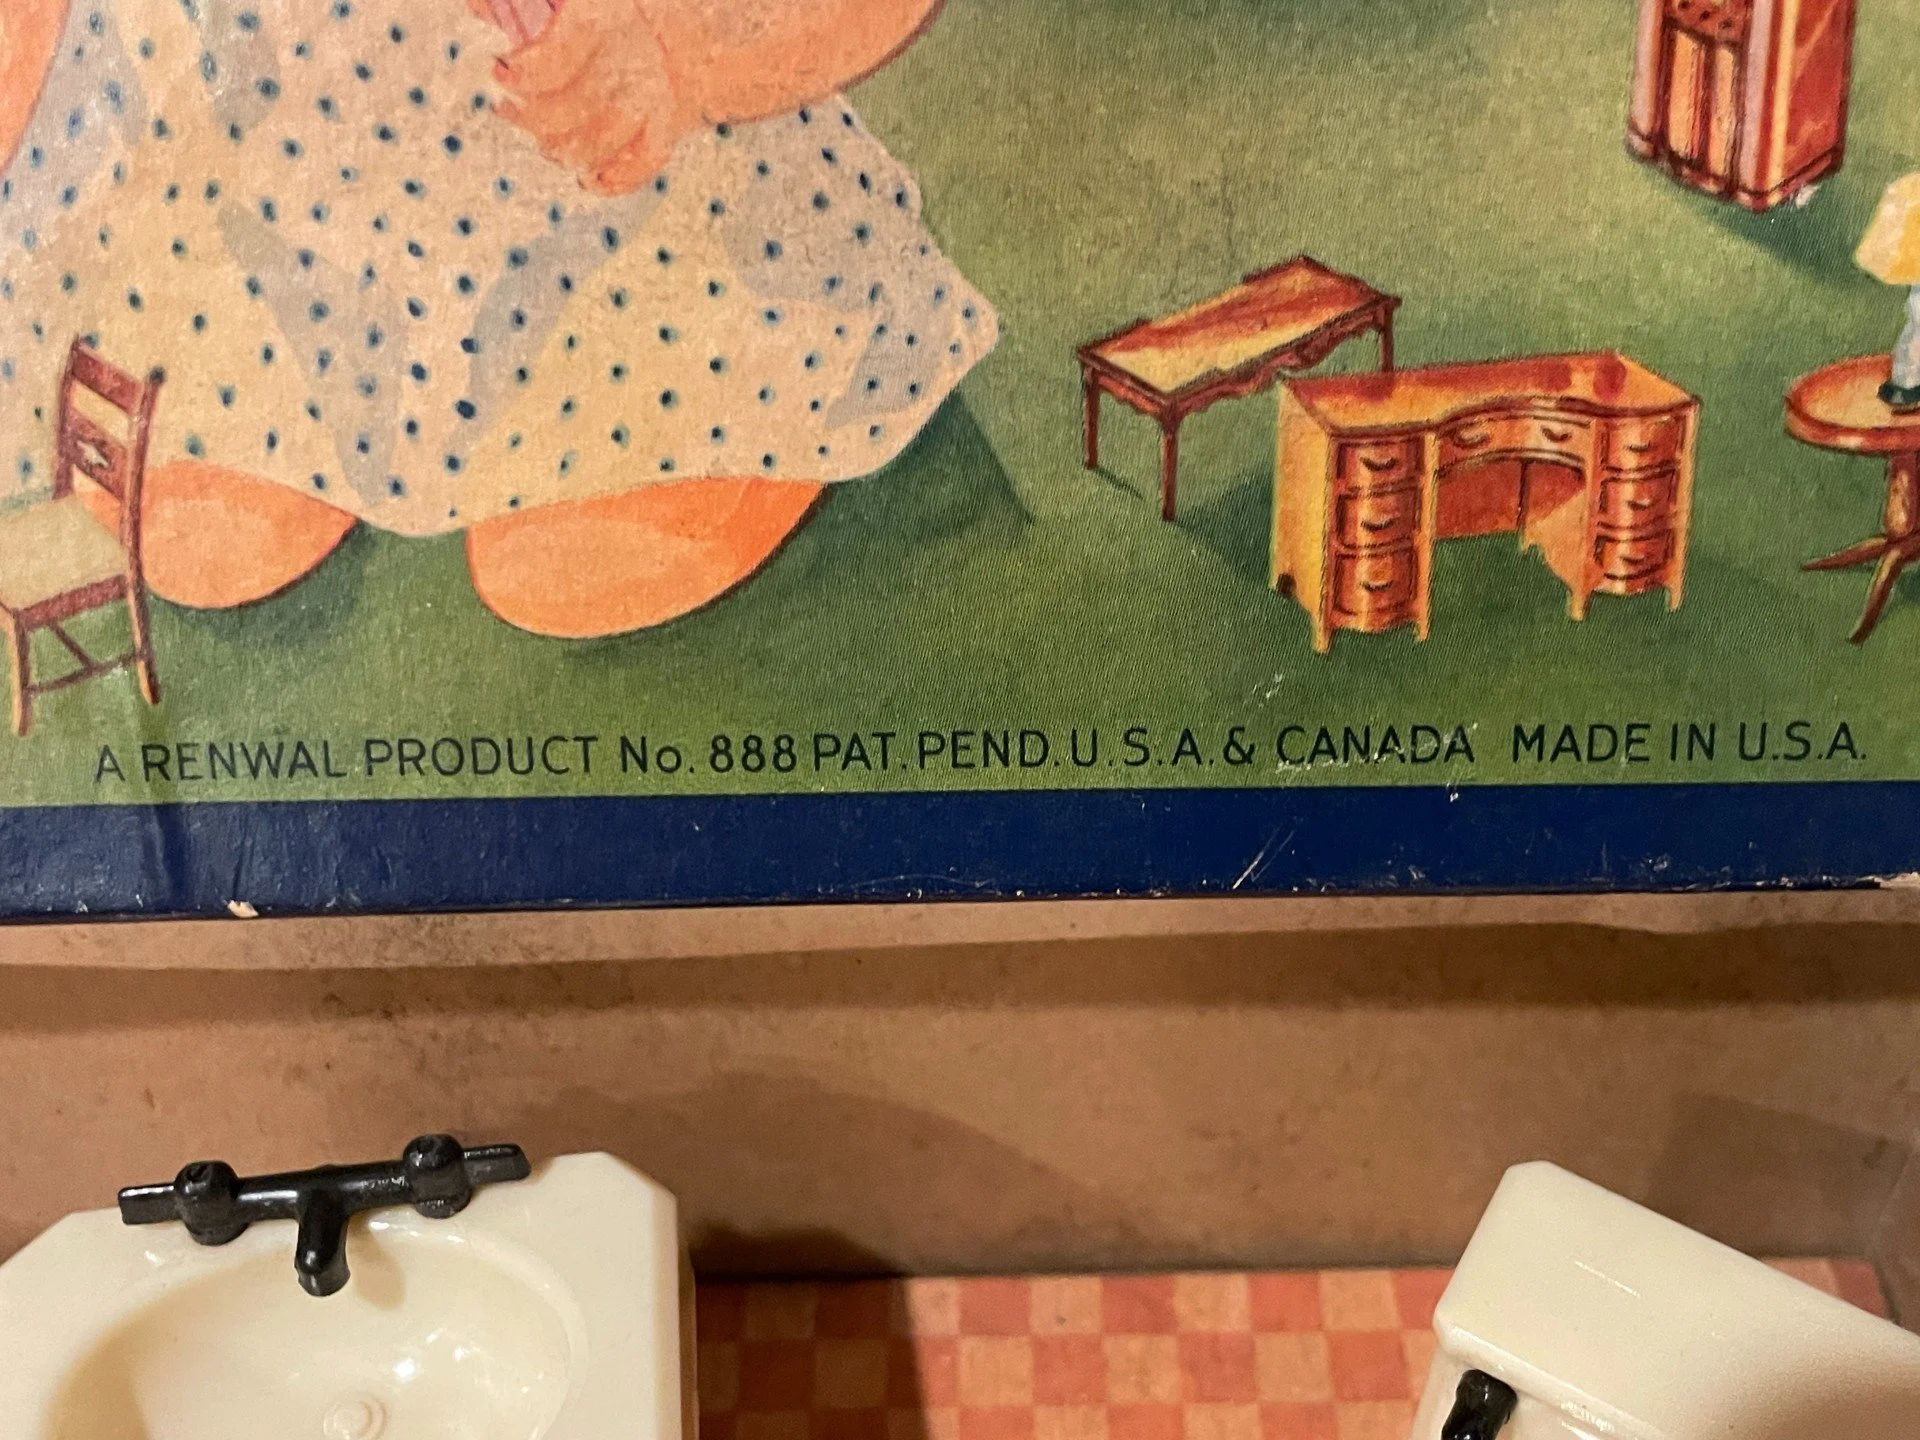 A RENWAL PRODUCT No. 888 PAT. PEND. U.S.A. & CANADA MADE IN U.S.A.